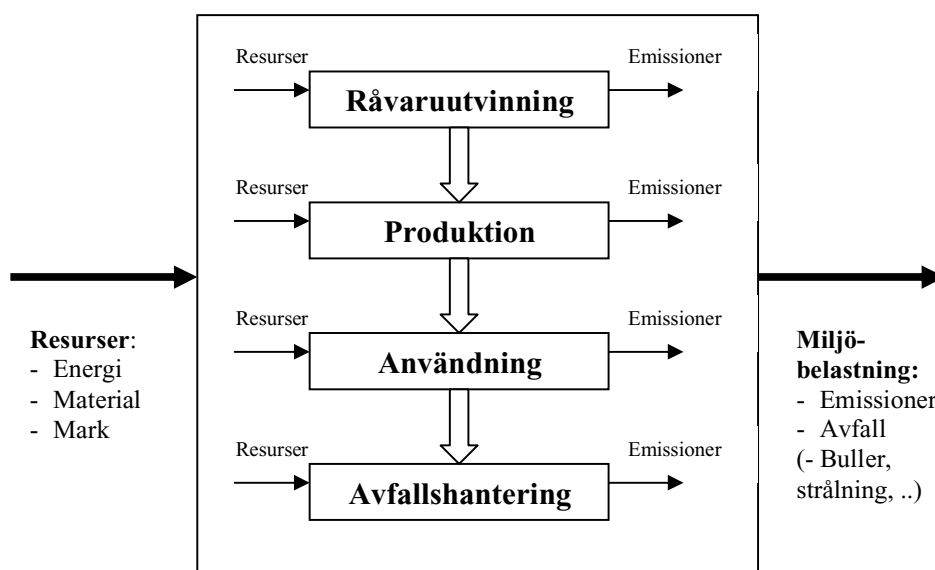 Resurser
Emissioner
Råvaruutvinning
Resurser
Emissioner
Produktion
Resurser
Emissioner
Användning
Resurser
Emissioner
Avfallshantering
Resurser:
- Energi
- Material
- Mark
Miljö-
belastning:
- Emissioner
- Avfall
(- Buller,
strålning, ..)